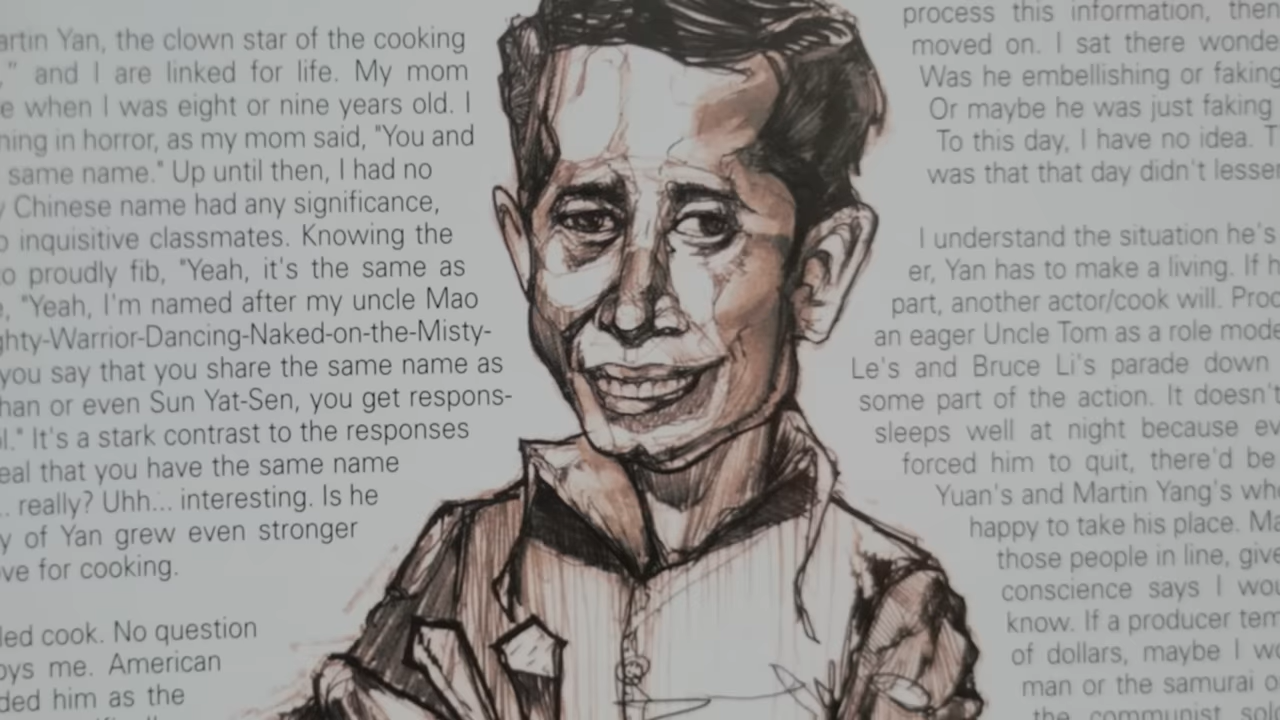 artin Yan, the clown star of the cooking
," and I are linked for life. My mom
e when I was eight or nine years old. I
ning in horror, as my mom said, "You and
same name." Up until then, I had no
y Chinese name had any significance,
o inquisitive classmates. Knowing the
to proudly fib, "Yeah, it's the same as
e, "Yeah, I'm named after my uncle Mao
ghty-Warrior-Dancing-Naked-on-the-Misty-
you say that you share the same name as
han or even Sun Yat-Sen, you get respons-
ol." It's a stark contrast to the responses
eal that you have the same name
.. really? Uhh... interesting. Is he
y of Yan grew even stronger
ove for cooking.
led cook. No question
oys me. American
ded him as the
process this information, then
moved on. I sat there wonde
Was he embellishing or faking
Or maybe he was just faking
To this day, I have no idea. T
was that that day didn't lessen
I understand the situation he's
er, Yan has to make a living. If h
part, another actor/cook will. Prod
an eager Uncle Tom as a role mode
Le's and Bruce Li's parade down
some part of the action. It doesn't
sleeps well at night because ev
forced him to quit, there'd be
Yuan's and Martin Yang's who
happy to take his place. Ma
those people in line, give
conscience says I wou
know. If a producer tem
of dollars, maybe I wo
man or the samurai o
the communist sold